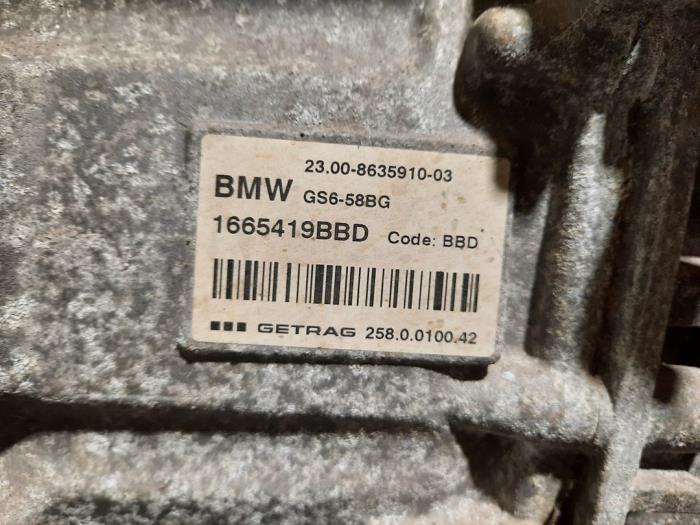 23.00-8635910-03
BMW GS6-58BG
1665419BBD Code: BBD
GETRAG 258.0.0100.42